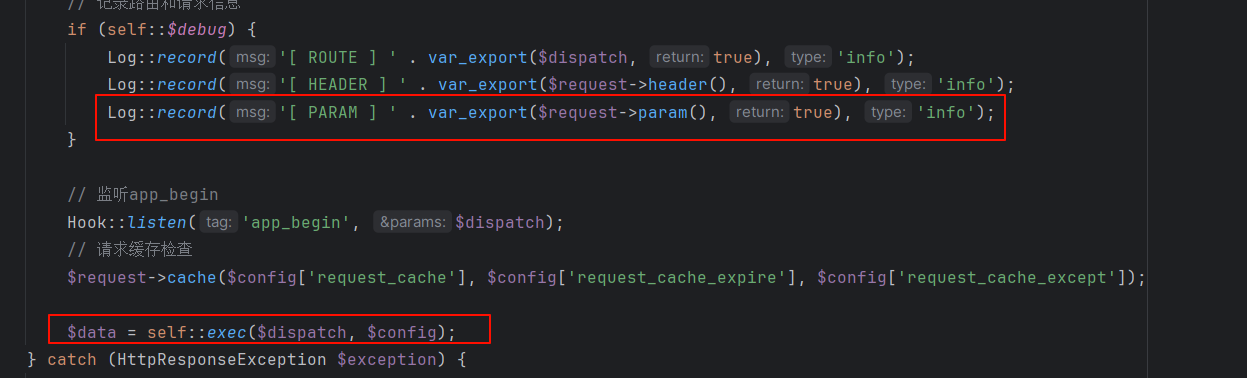 // 记录路由和请求信息
if (self::$debug) {
Log::record( msg: '[ ROUTE ] ' . var_export($dispatch, return: true), type: 'info');
Log::record( msg: '[ HEADER ] ' . var_export($request->header(), return: true), type: 'info');
Log::record( msg: '[ PARAM ] ' . var_export($request->param(), return: true), type: 'info');
}
// 监听app_begin
Hook::listen( tag: 'app_begin', &params: $dispatch);
// 请求缓存检查
$request->cache($config['request_cache'], $config['request_cache_expire'], $config['request_cache_except']);
$data = self::exec($dispatch, $config);
} catch (HttpResponseException $exception) {